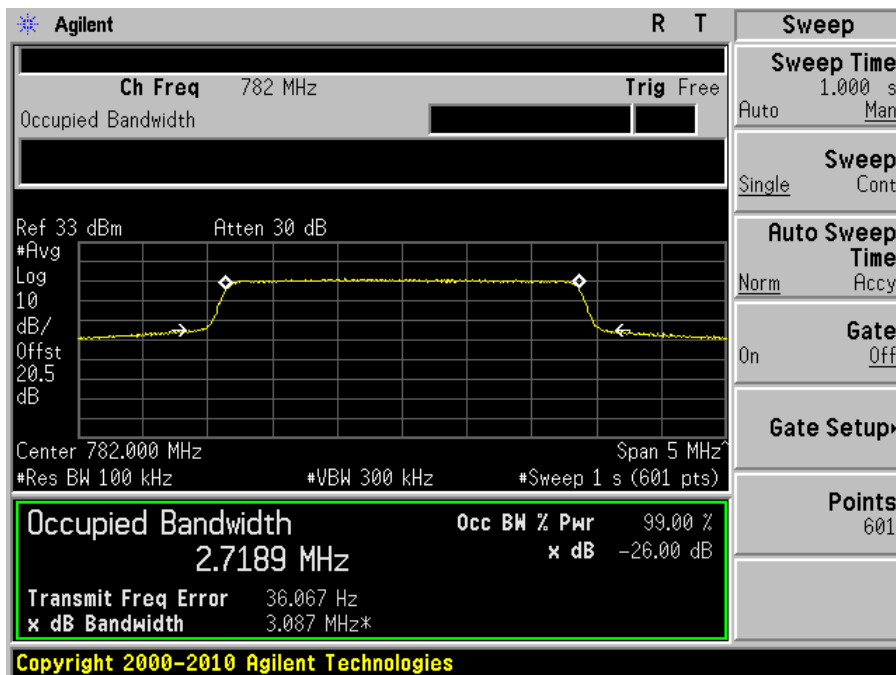 Agilent R T
Ch Freq 782 MHz Trig Free
Occupied Bandwidth
Ref 33 dBm Atten 30 dB
#Avg
Log
10
dB/
Offset
20.5
dB
Center 782.000 MHz Span 5 MHz^
#Res BW 100 kHz #VBW 300 kHz #Sweep 1 s (601 pts)
Occupied Bandwidth Occ BW % Pwr 99.00 %
2.7189 MHz x dB -26.00 dB
Transmit Freq Error 36.067 Hz
x dB Bandwidth 3.087 MHz*
Copyright 2000-2010 Agilent Technologies
Sweep
Sweep Time
1.000 s
Auto Man
Sweep
Single Cont
Auto Sweep
Time
Norm Accy
Gate
On Off
Gate Setup▸
Points
601